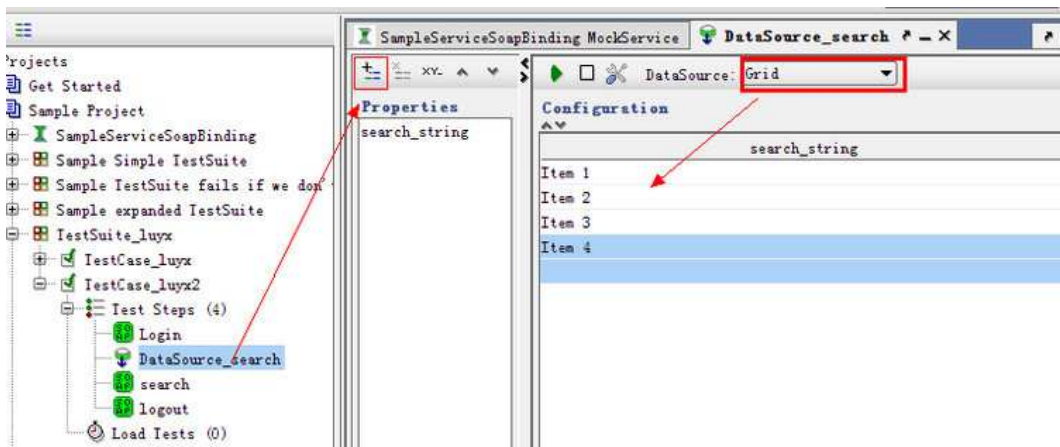 SampleServiceSoapBinding MockService
DataSource_search
Projects
Get Started
Sample Project
SampleServiceSoapBinding
Sample Simple TestSuite
Sample TestSuite fails if we don'
Sample expanded TestSuite
TestSuite_luyx
TestCase_luyx
TestCase_luyx2
Test Steps (4)
Login
DataSource_search
search
logout
Load Tests (0)
XY-
Properties
search_string
DataSource: Grid
Configuration
search_string
Item 1
Item 2
Item 3
Item 4